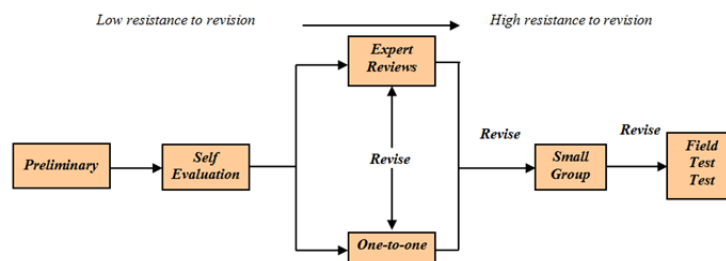 Low resistance to revision
High resistance to revision
Expert
Reviews
Preliminary
Self
Evaluation
Revise
Revise
Small
Group
Revise
Field
Test
Test
One-to-one